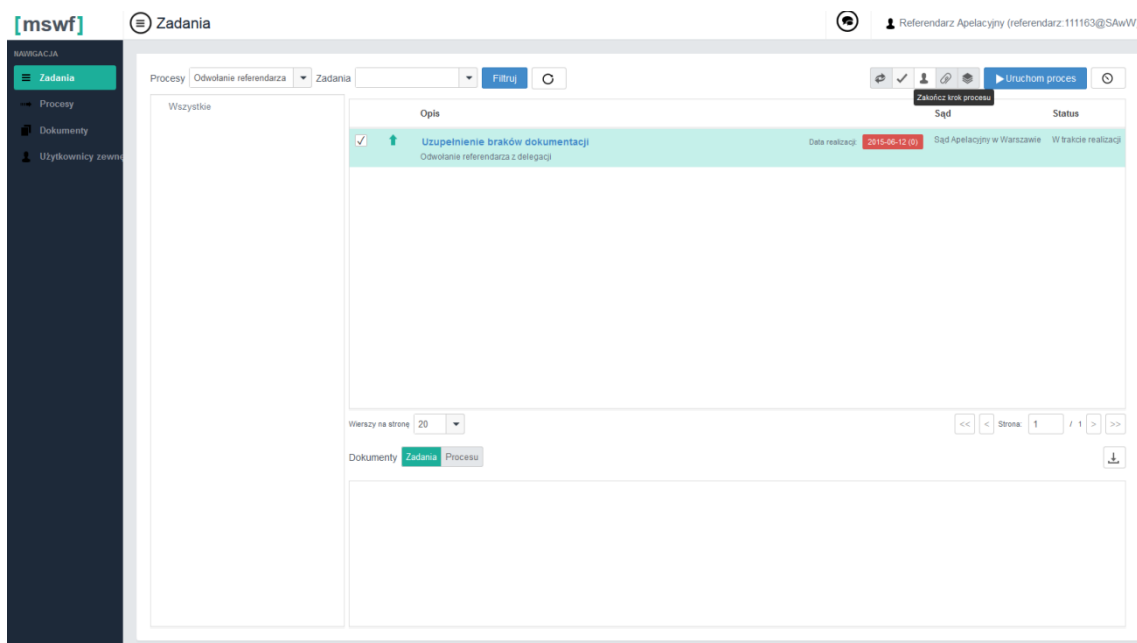 [mswf]
Zadania
Referendarz Apelacyjny (referendarz:111163@SAwW
NAWIGACJA
Zadania
Procesy
Dokumenty
Użytkownicy zewnę
Procesy Odwołanie referendarza Zadania Filtruj Uruchom proces
Zakończ krok procesu
Wszystkie
Opis Sąd Status
Uzupełnienie braków dokumentacji Data realizacji: 2015-06-12 (0) Sąd Apelacyjny w Warszawie W trakcie realizacji
Odwołanie referendarza z delegacji
Wierszy na stronę 20 << < Strona: 1 / 1 > >>
Dokumenty Zadania Procesu